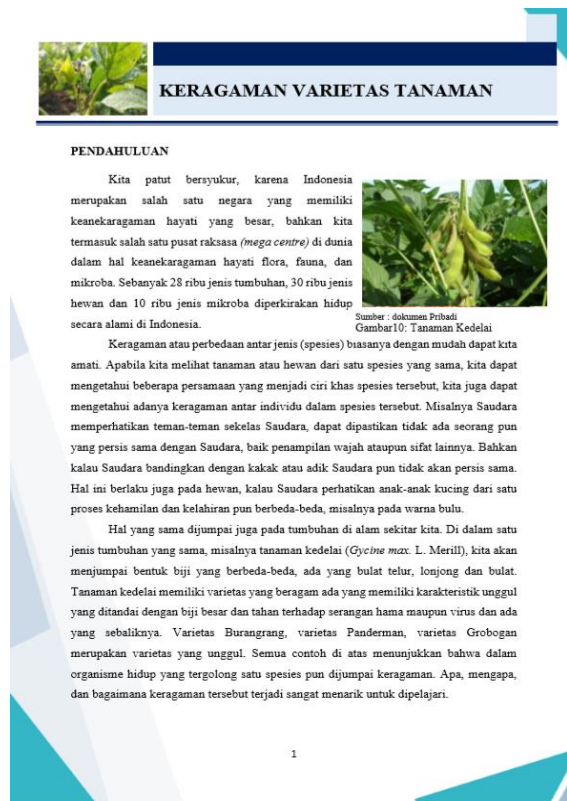 KERAGAMAN VARIETAS TANAMAN
PENDAHULUAN
Kita patut bersyukur, karena Indonesia
merupakan salah satu negara yang memiliki
keanekaragaman hayati yang besar, bahkan kita
termasuk salah satu pusat raksasa (mega centre) di dunia
dalam hal keanekaragaman hayati flora, fauna, dan
mikroba. Sebanyak 28 ribu jenis tumbuhan, 30 ribu jenis
hewan dan 10 ribu jenis mikroba diperkirakan hidup
secara alami di Indonesia.
Sumber : dokumen Pribadi
Gambar10: Tanaman Kedelai
Keragaman atau perbedaan antar jenis (spesies) biasanya dengan mudah dapat kita
amati. Apabila kita melihat tanaman atau hewan dari satu spesies yang sama, kita dapat
mengetahui beberapa persamaan yang menjadi ciri khas spesies tersebut, kita juga dapat
mengetahui adanya keragaman antar individu dalam spesies tersebut. Misalnya Saudara
memperhatikan teman-teman sekelas Saudara, dapat dipastikan tidak ada seorang pun
yang persis sama dengan Saudara, baik penampilan wajah ataupun sifat lainnya. Bahkan
kalau Saudara bandingkan dengan kakak atau adik Saudara pun tidak akan persis sama.
Hal ini berlaku juga pada hewan, kalau Saudara perhatikan anak-anak kucing dari satu
proses kehamilan dan kelahiran pun berbeda-beda, misalnya pada warna bulu.
Hal yang sama dijumpai juga pada tumbuhan di alam sekitar kita. Di dalam satu
jenis tumbuhan yang sama, misalnya tanaman kedelai (Gycine max. L. Merill), kita akan
menjumpai bentuk biji yang berbeda-beda, ada yang bulat telur, lonjong dan bulat.
Tanaman kedelai memiliki varietas yang beragam ada yang memiliki karakteristik unggul
yang ditandai dengan biji besar dan tahan terhadap serangan hama maupun virus dan ada
yang sebaliknya. Varietas Burangrang, varietas Panderman, varietas Grobogan
merupakan varietas yang unggul. Semua contoh di atas menunjukkan bahwa dalam
organisme hidup yang tergolong satu spesies pun dijumpai keragaman. Apa, mengapa,
dan bagaimana keragaman tersebut terjadi sangat menarik untuk dipelajari.
1